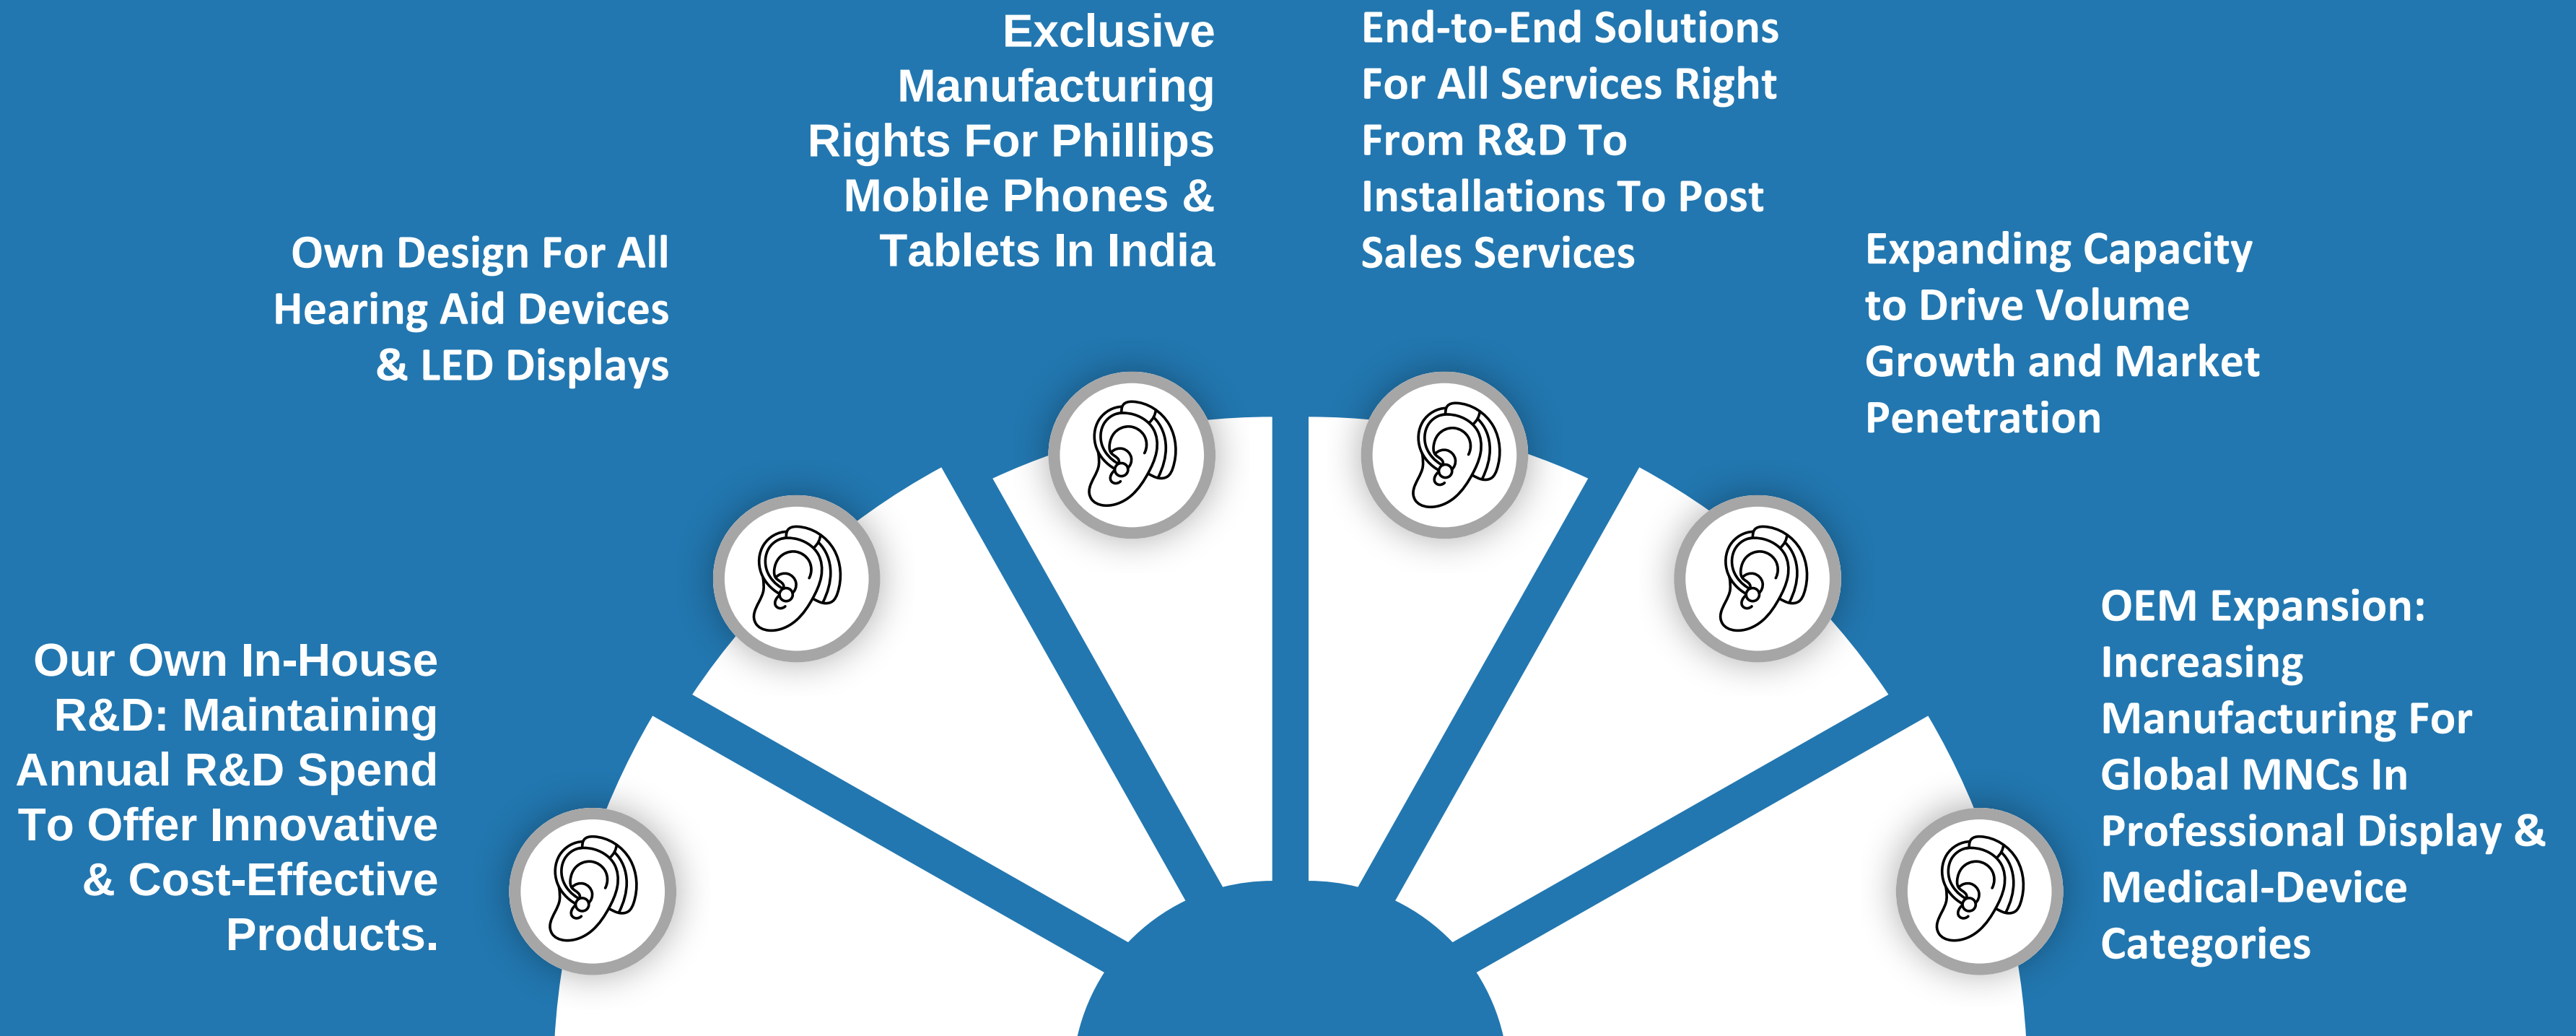 Our Own In-House
R&D: Maintaining
Annual R&D Spend
To Offer Innovative
& Cost-Effective
Products.
Own Design For All
Hearing Aid Devices
& LED Displays
Exclusive
Manufacturing
Rights For Phillips
Mobile Phones &
Tablets In India
End-to-End Solutions
For All Services Right
From R&D To
Installations To Post
Sales Services
Expanding Capacity
to Drive Volume
Growth and Market
Penetration
OEM Expansion:
Increasing
Manufacturing For
Global MNCs In
Professional Display &
Medical-Device
Categories